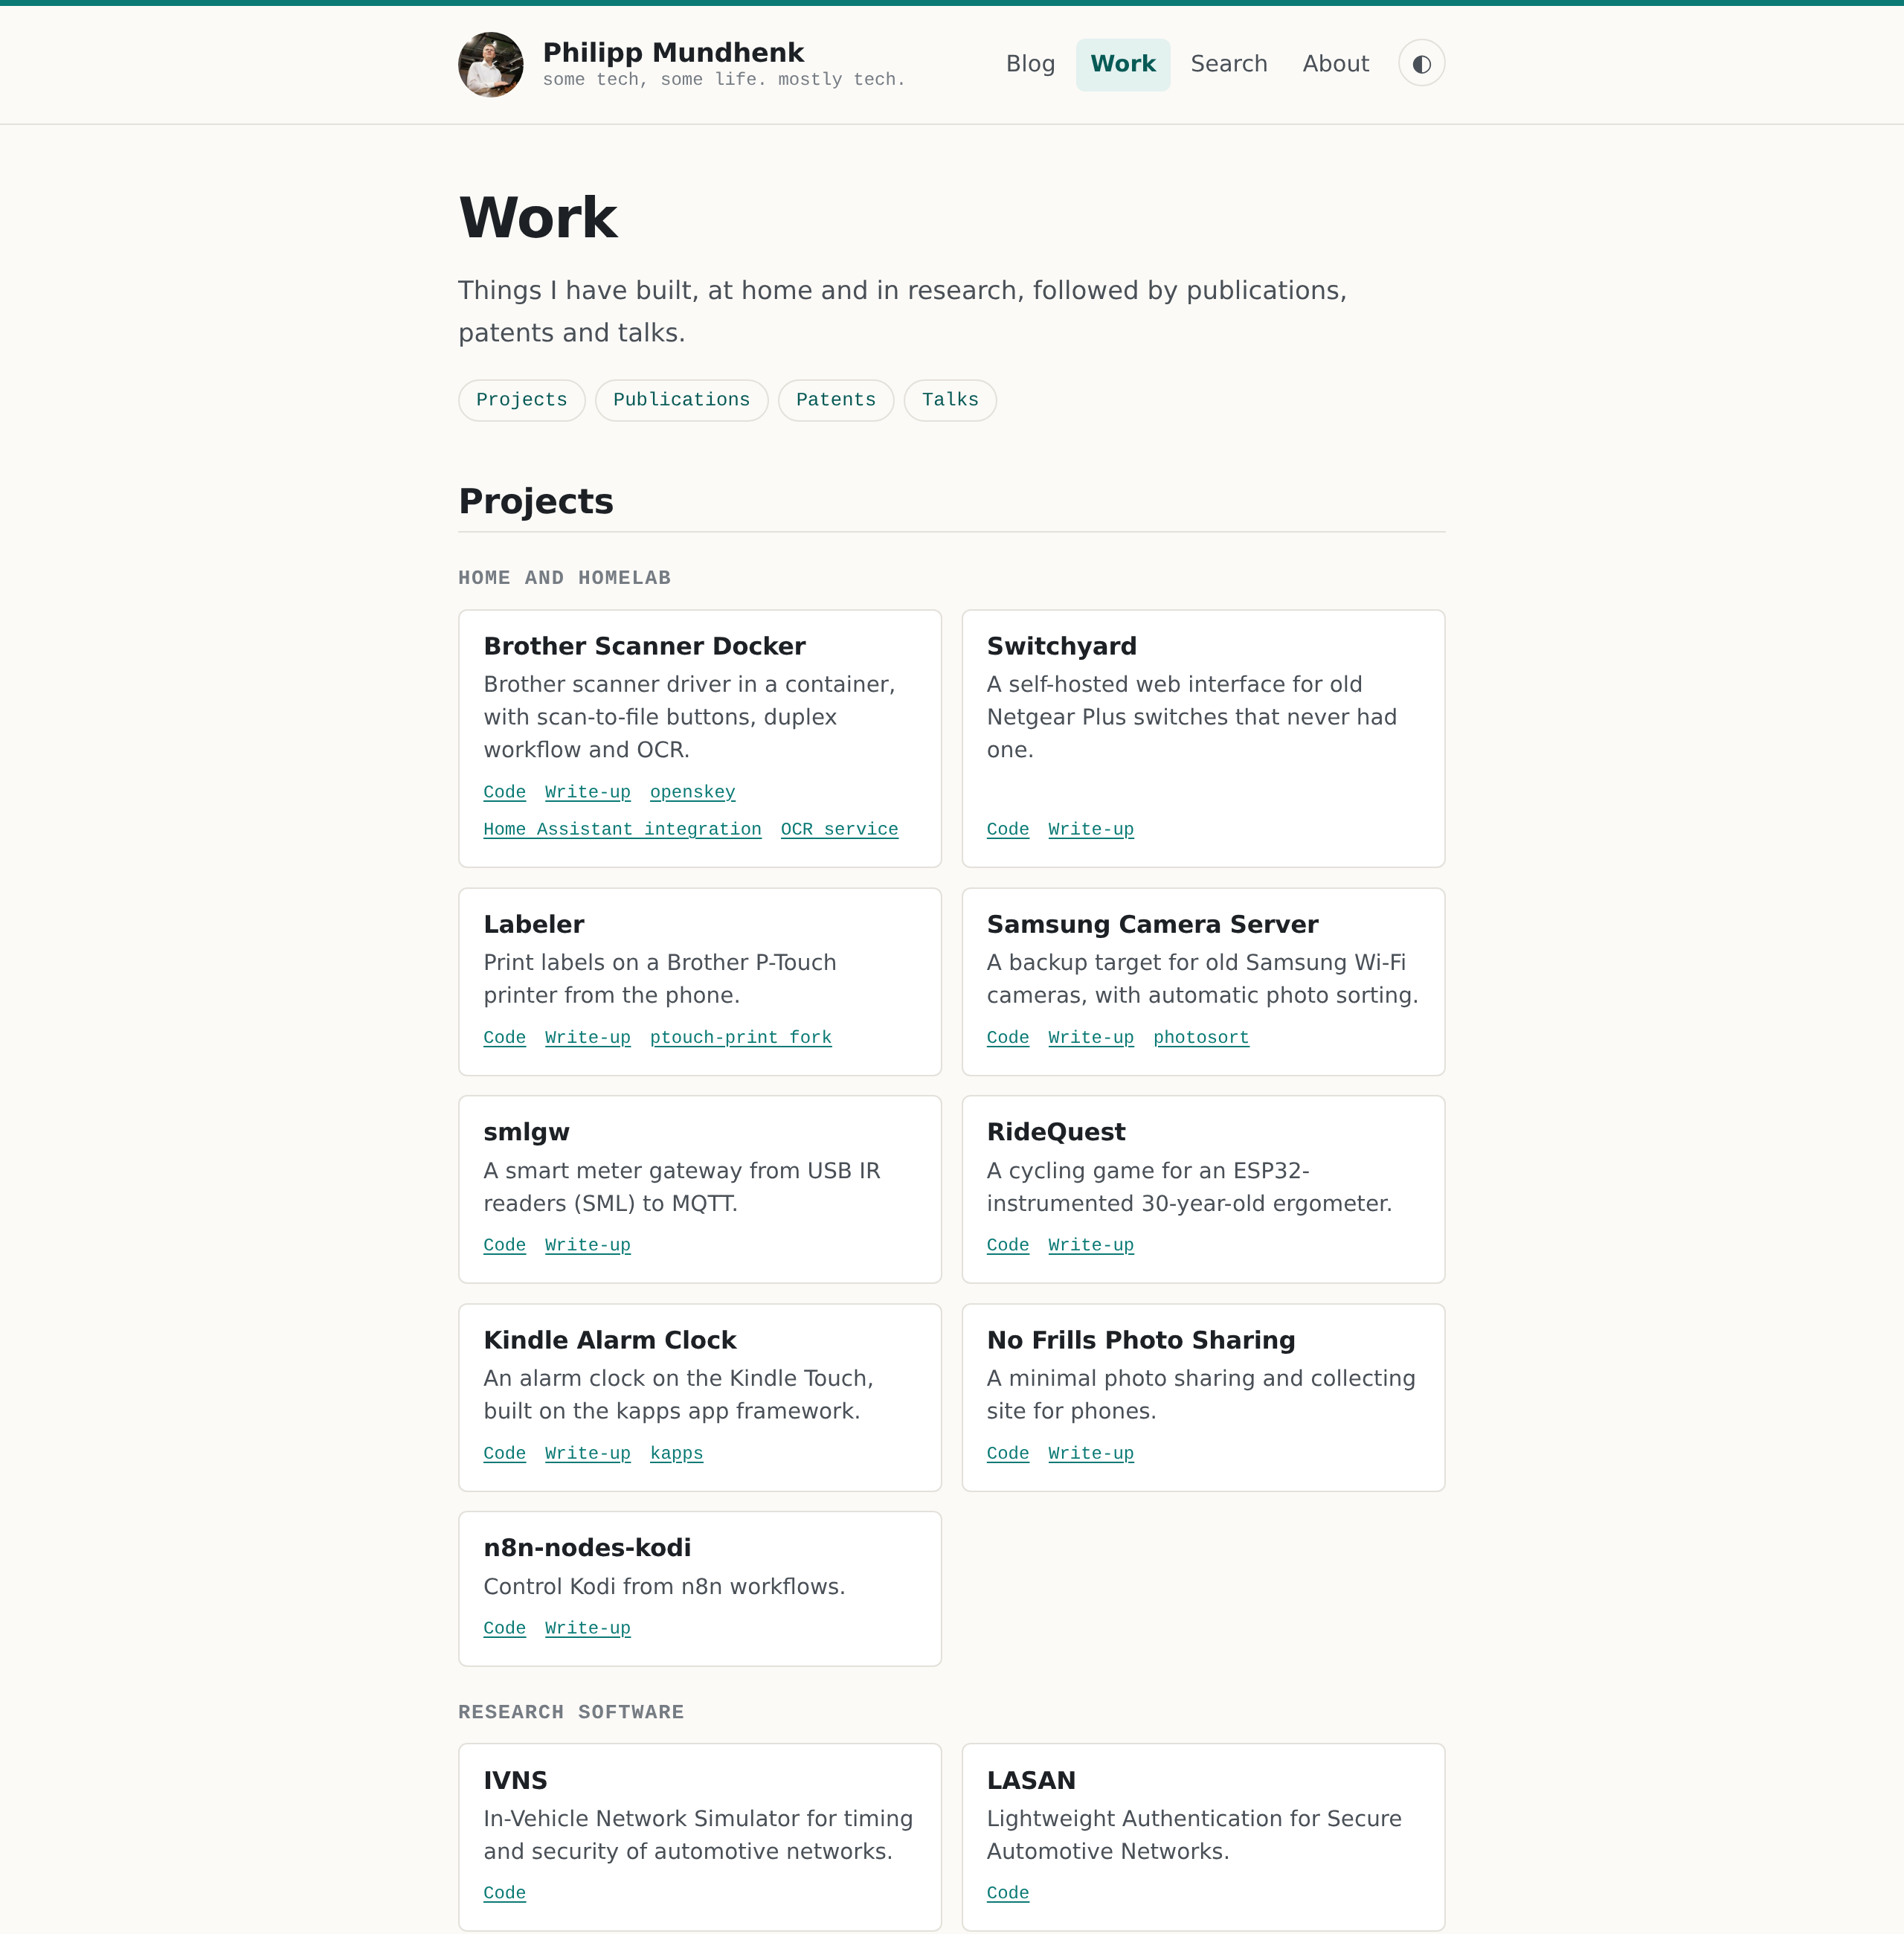 Philipp Mundhenk
some tech, some life. mostly tech.
Blog
Work
Search
About
Work
Things I have built, at home and in research, followed by publications,
patents and talks.
Projects
Publications
Patents
Talks
Projects
HOME AND HOMELAB
Brother Scanner Docker
Brother scanner driver in a container,
with scan-to-file buttons, duplex
workflow and OCR.
Code Write-up openskey
Home Assistant integration OCR service
Switchyard
A self-hosted web interface for old
Netgear Plus switches that never had
one.
Code Write-up
Labeler
Print labels on a Brother P-Touch
printer from the phone.
Code Write-up ptouch-print fork
Samsung Camera Server
A backup target for old Samsung Wi-Fi
cameras, with automatic photo sorting.
Code Write-up photosort
smlgw
A smart meter gateway from USB IR
readers (SML) to MQTT.
Code Write-up
RideQuest
A cycling game for an ESP32-
instrumented 30-year-old ergometer.
Code Write-up
Kindle Alarm Clock
An alarm clock on the Kindle Touch,
built on the kapps app framework.
Code Write-up kapps
No Frills Photo Sharing
A minimal photo sharing and collecting
site for phones.
Code Write-up
n8n-nodes-kodi
Control Kodi from n8n workflows.
Code Write-up
RESEARCH SOFTWARE
IVNS
In-Vehicle Network Simulator for timing
and security of automotive networks.
Code
LASAN
Lightweight Authentication for Secure
Automotive Networks.
Code